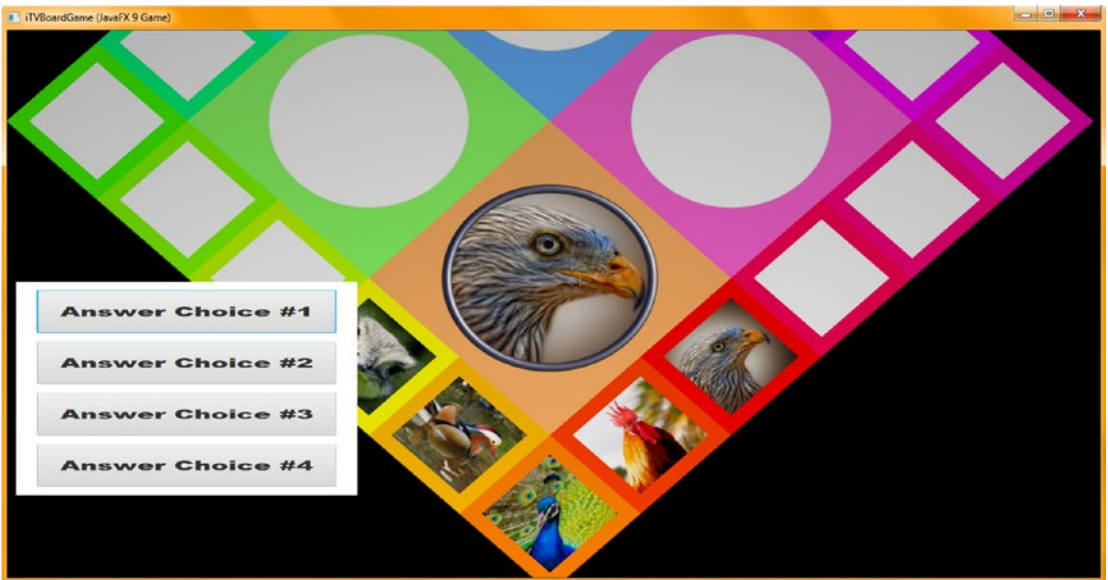 iTVBoardGame (JavaFX 9 Game)
Answer Choice #1
Answer Choice #2
Answer Choice #3
Answer Choice #4